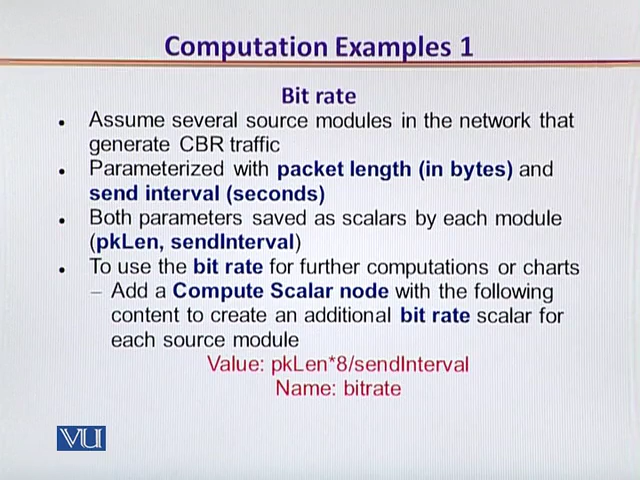 Computation Examples 1
Bit rate
• Assume several source modules in the network that
generate CBR traffic
• Parameterized with packet length (in bytes) and
send interval (seconds)
• Both parameters saved as scalars by each module
(pkLen, sendInterval)
• To use the bit rate for further computations or charts
– Add a Compute Scalar node with the following
content to create an additional bit rate scalar for
each source module
Value: pkLen*8/sendInterval
Name: bitrate
VU